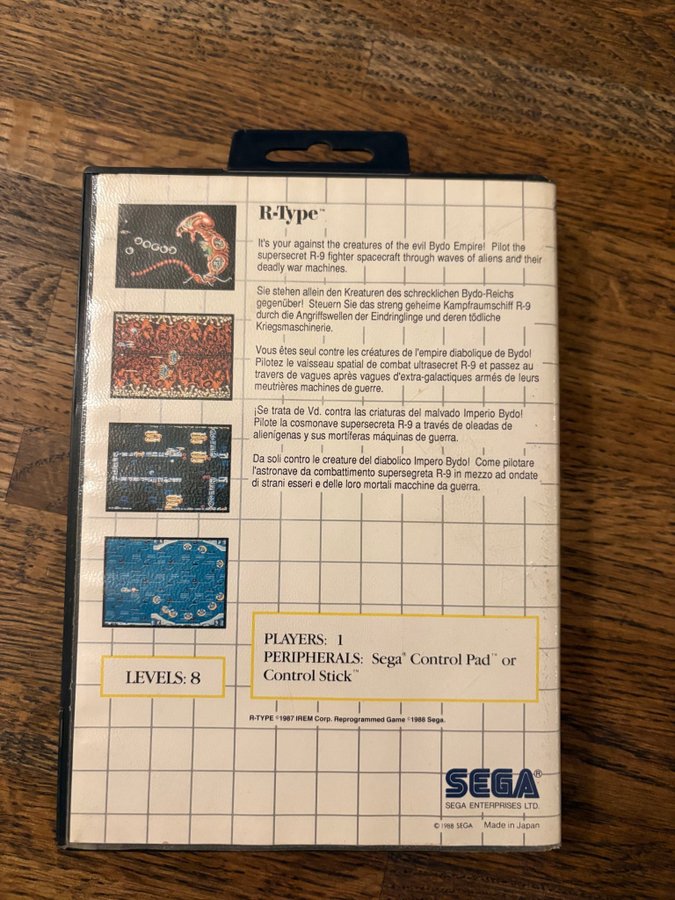 R-Type™
It's your against the creatures of the evil Bydo Empire! Pilot the
supersecret R-9 fighter spacecraft through waves of aliens and their
deadly war machines.
Sie stehen allein den Kreaturen des schrecklichen Bydo-Reichs
gegenüber! Steuern Sie das streng geheime Kampfraumschiff R-9
durch die Angriffswellen der Eindringlinge und deren tödliche
Kriegsmaschinerie.
Vous êtes seul contre les créatures de l'empire diabolique de Bydo!
Pilotez le vaisseau spatial de combat ultrasecret R-9 et passez au
travers de vagues après vagues d'extra-galactiques armés de leurs
meutrières machines de guerre.
¡Se trata de Vd. contra las criaturas del malvado Imperio Bydo!
Pilote la cosmonave supersecreta R-9 a través de oleadas de
alienígenas y sus mortíferas máquinas de guerra.
Da soli contro le creature del diabolico Impero Bydo! Come pilotare
l'astronave da combattimento supersegreta R-9 in mezzo ad ondate
di strani esseri e delle loro mortali macchine da guerra.
LEVELS: 8
PLAYERS: 1
PERIPHERALS: Sega® Control Pad™ or
Control Stick™
R-TYPE ©1987 IREM Corp. Reprogrammed Game ©1988 Sega.
SEGA®
SEGA ENTERPRISES LTD.
© 1988 SEGA Made in Japan